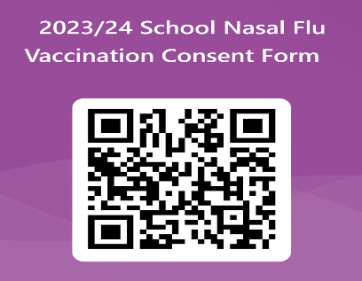 2023/24 School Nasal Flu
Vaccination Consent Form